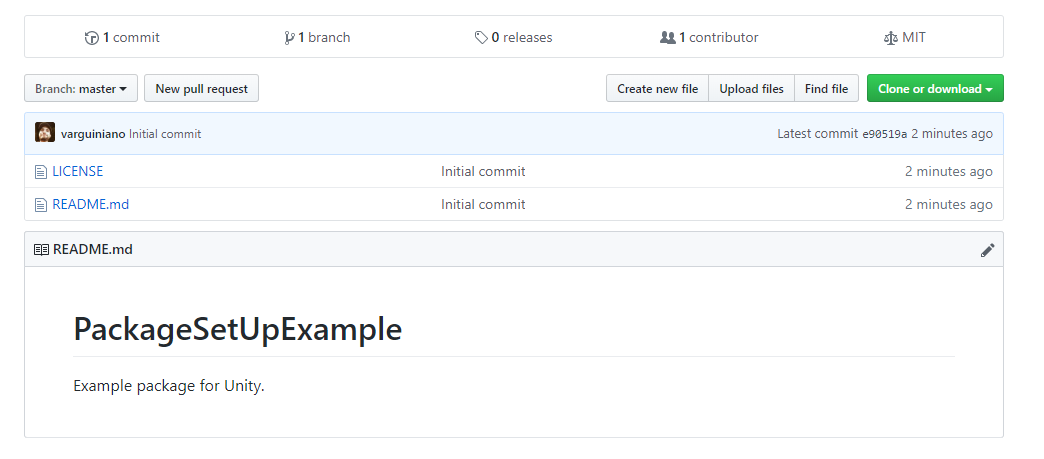 1 commit 1 branch 0 releases 1 contributor MIT
Branch: master New pull request Create new file Upload files Find file Clone or download
varguiniano Initial commit Latest commit e90519a 2 minutes ago
LICENSE Initial commit 2 minutes ago
README.md Initial commit 2 minutes ago
README.md
PackageSetUpExample
Example package for Unity.